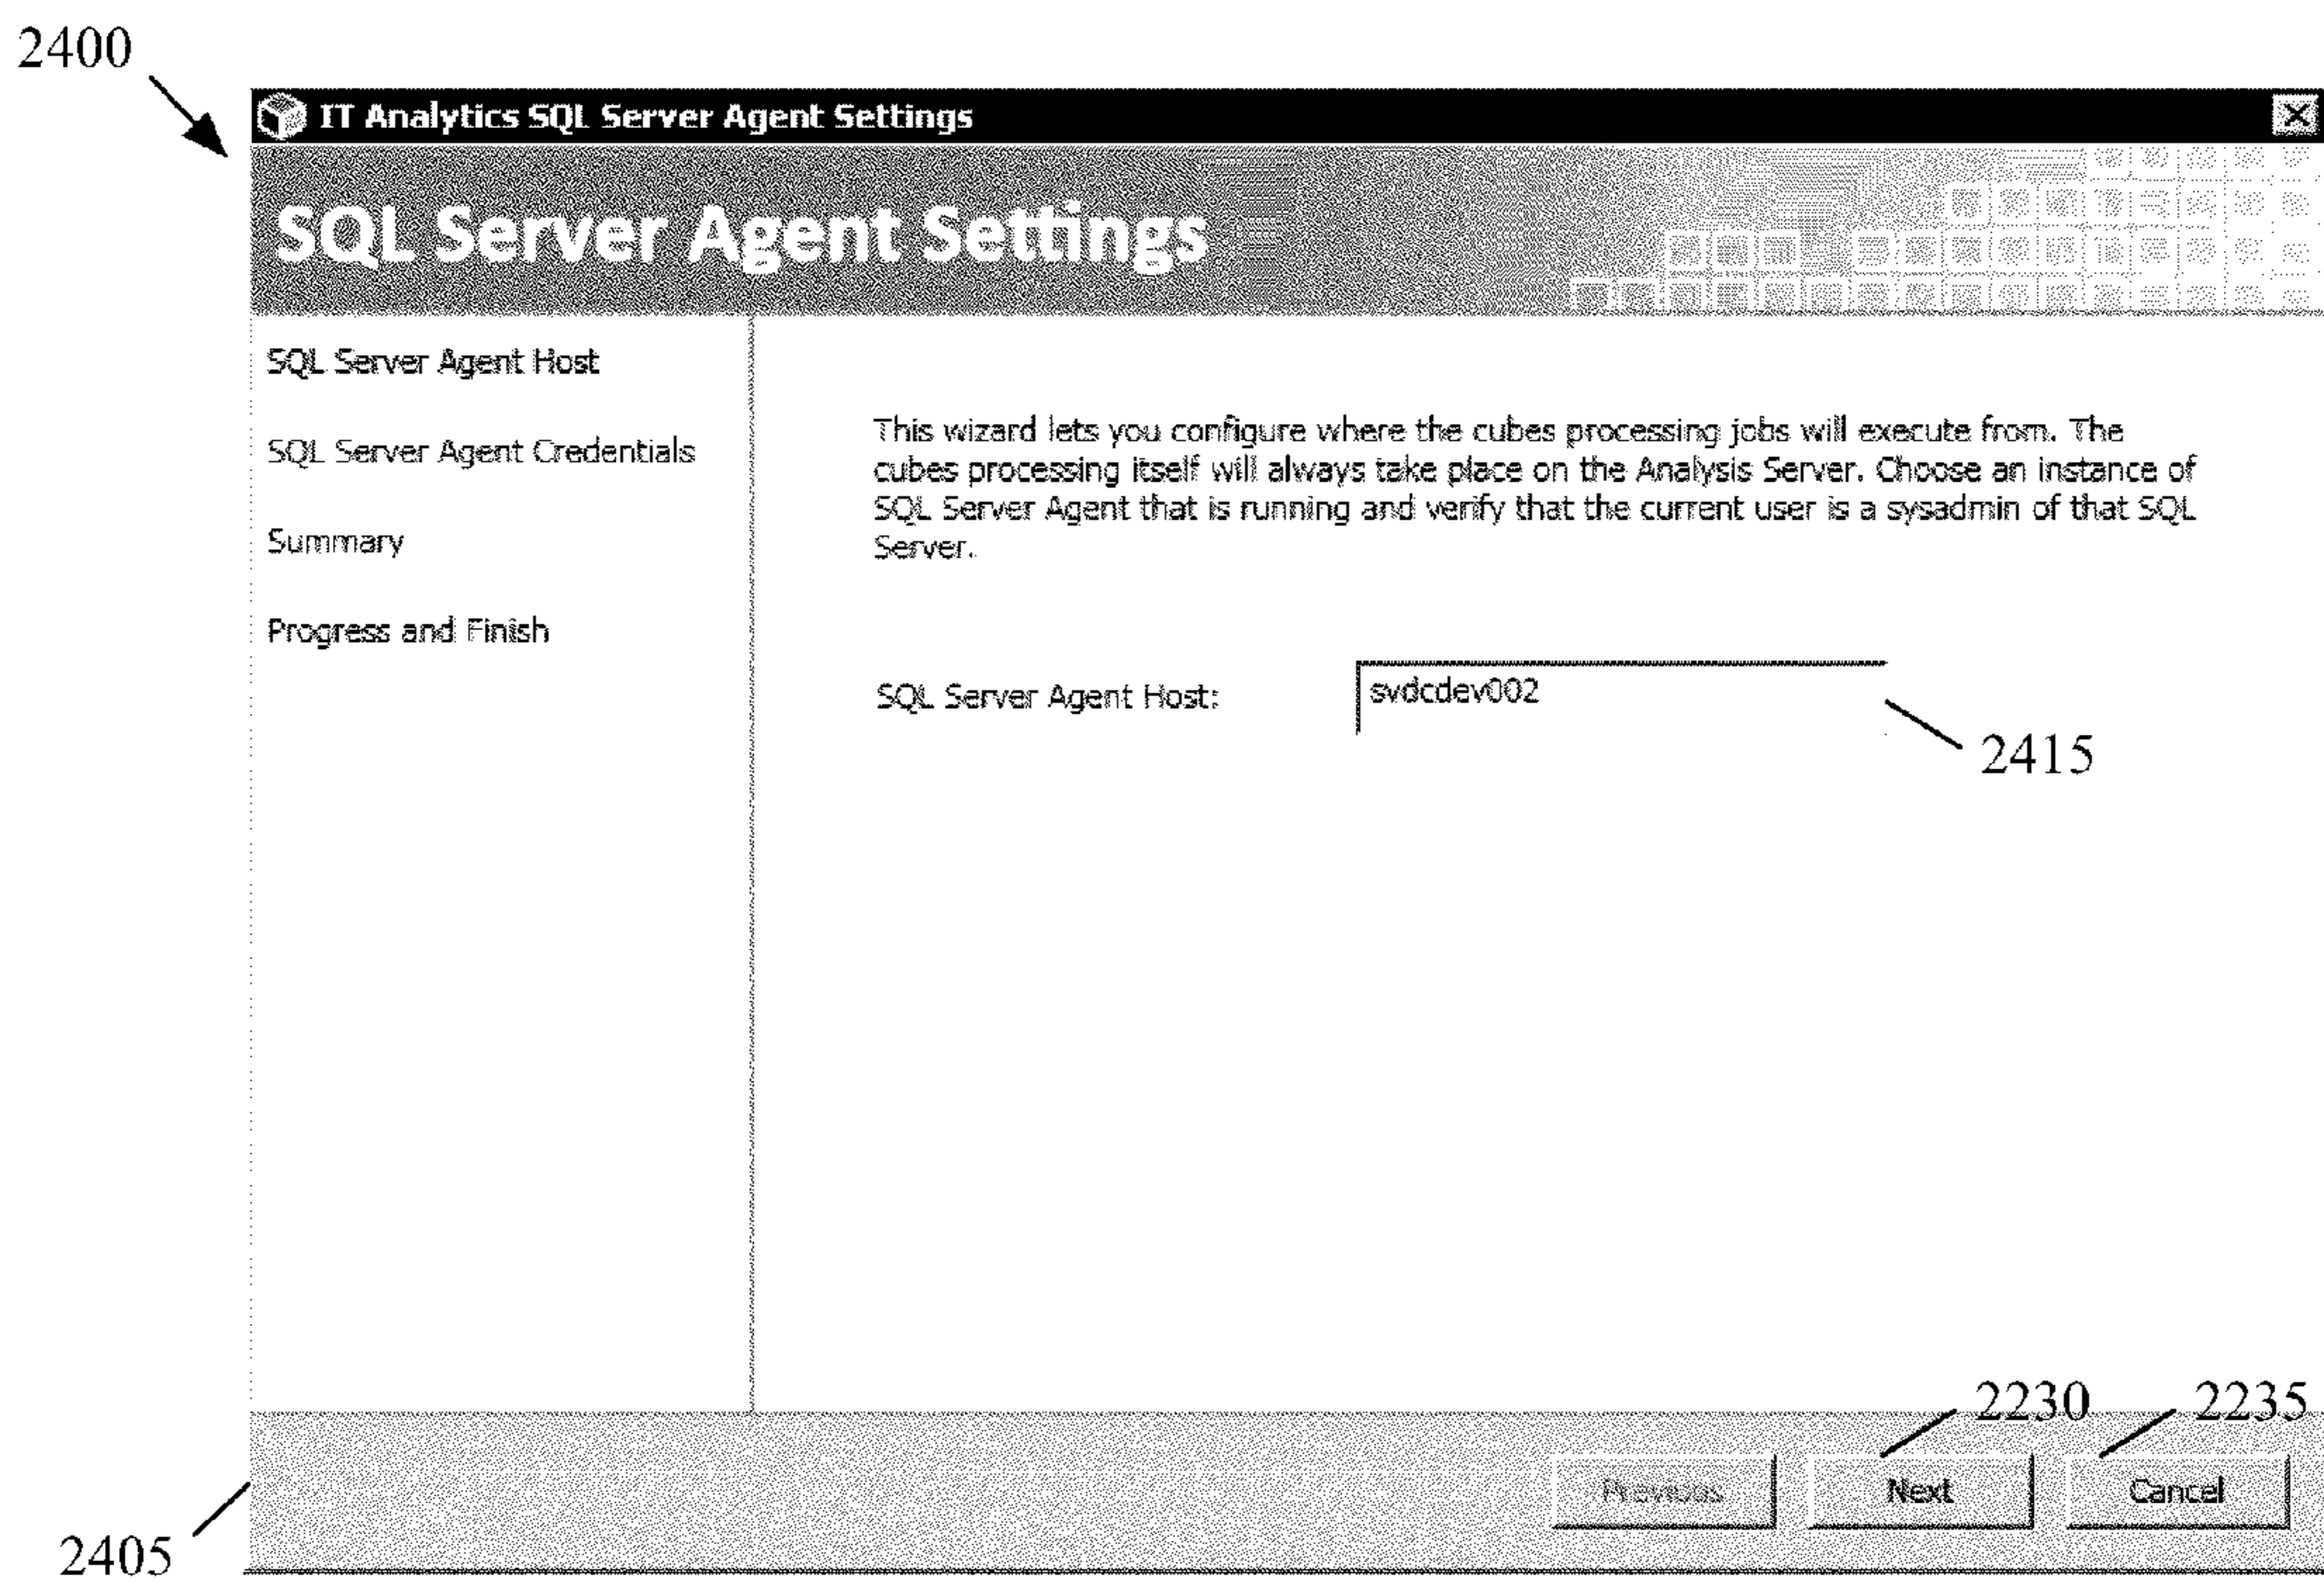 2400
IT Analytics SQL Server Agent Settings
SQL Server Agent Settings
SQL Server Agent Host
SQL Server Agent Credentials
Summary
Progress and Finish
This wizard lets you configure where the cubes processing jobs will execute from. The
cubes processing itself will always take place on the Analysis Server. Choose an instance of
SQL Server Agent that is running and verify that the current user is a sysadmin of that SQL
Server.
SQL Server Agent Host:
svdcdev002
2415
2230
2235
Previous
Next
Cancel
2405